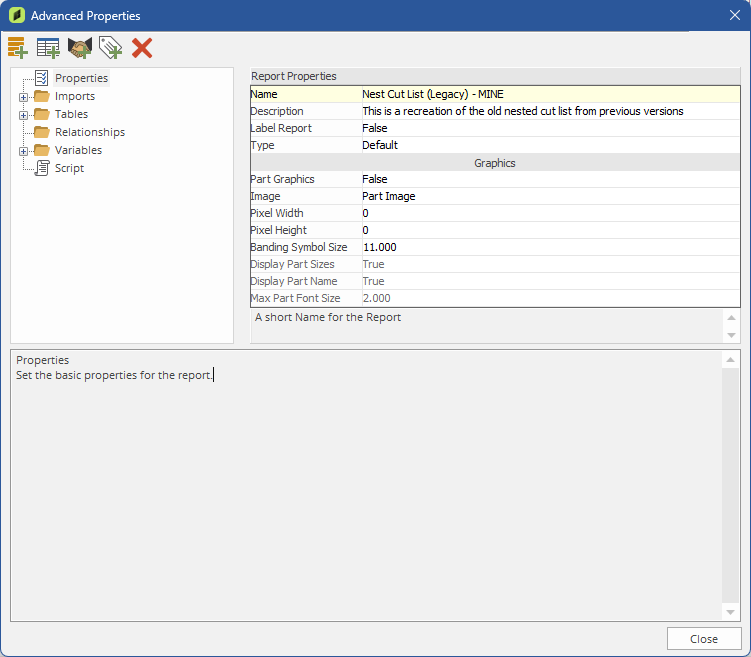 Advanced Properties
Properties
Imports
Tables
Relationships
Variables
Script
Report Properties
Name Nest Cut List (Legacy) - MINE
Description This is a recreation of the old nested cut list from previous versions
Label Report False
Type Default
Graphics
Part Graphics False
Image Part Image
Pixel Width 0
Pixel Height 0
Banding Symbol Size 11.000
Display Part Sizes True
Display Part Name True
Max Part Font Size 2.000
A short Name for the Report
Properties
Set the basic properties for the report.
Close